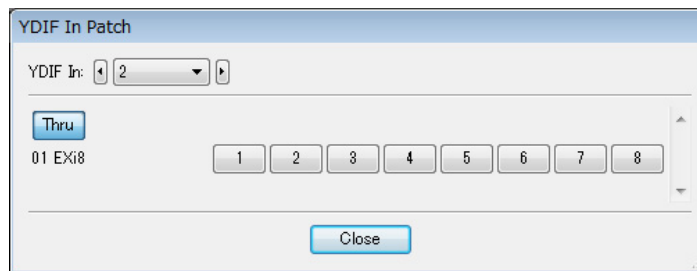 YDIF In Patch
YDIF In: 2
Thru
01 EXi8 1 2 3 4 5 6 7 8
Close